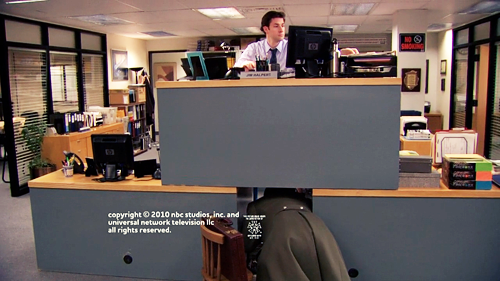 NO
SMOKING
JIM HALPERT
copyright © 2010 nbc studios, inc. and
universal network television llc
all rights reserved.